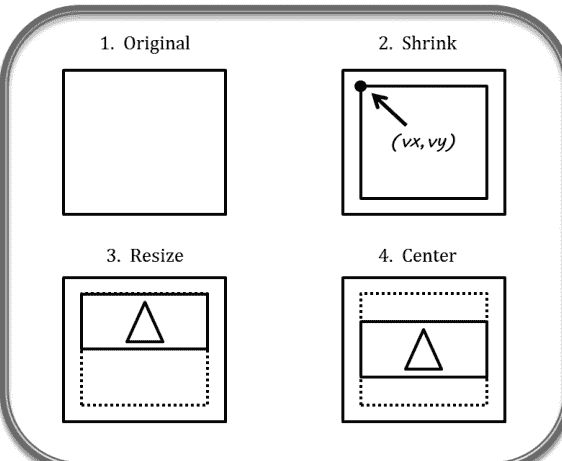 1. Original
2. Shrink
(vx,vy)
3. Resize
4. Center